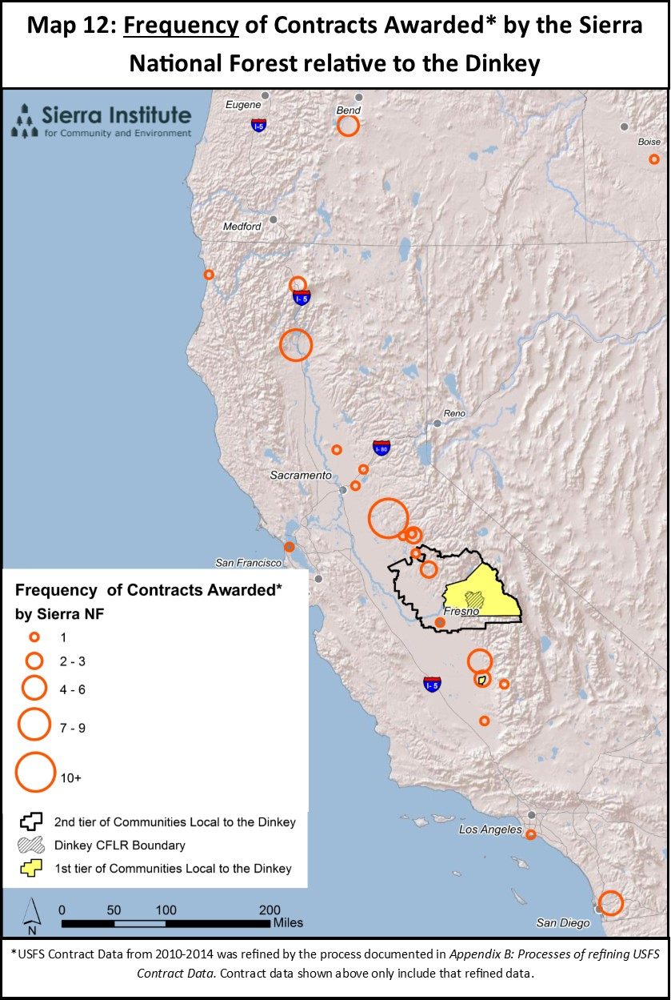 Map 12: Frequency of Contracts Awarded* by the Sierra
National Forest relative to the Dinkey
Sierra Institute
for Community and Environment
Eugene
I-5
Bend
Boise
Medford
I-5
Reno
I-80
Sacramento
San Francisco
Fresno
I-5
Los Angeles
San Diego
Frequency of Contracts Awarded*
by Sierra NF
1
2 - 3
4 - 6
7 - 9
10+
2nd tier of Communities Local to the Dinkey
Dinkey CFLR Boundary
1st tier of Communities Local to the Dinkey
N
0 50 100 200
Miles
*USFS Contract Data from 2010-2014 was refined by the process documented in Appendix B: Processes of refining USFS
Contract Data. Contract data shown above only include that refined data.